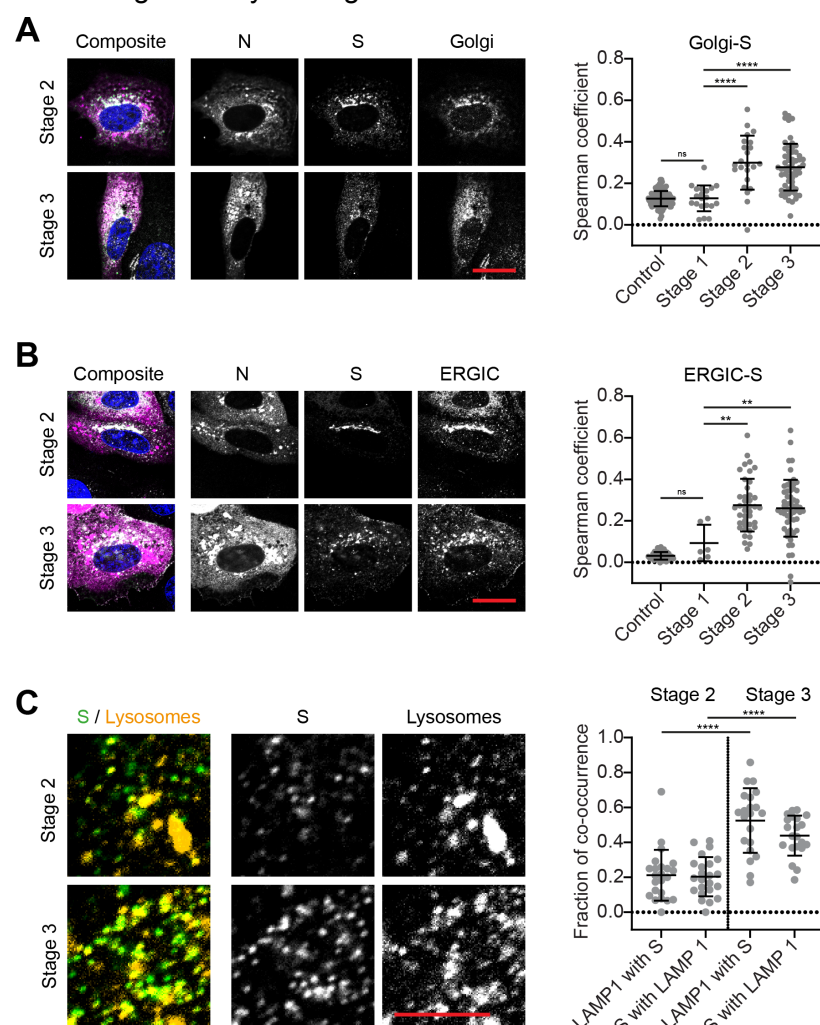 A
Composite N S Golgi
Stage 2
Stage 3
Golgi-S
Spearman coefficient
0.8
0.6
0.4
0.2
0.0
****
****
ns
Control Stage 1 Stage 2 Stage 3
B
Composite N S ERGIC
Stage 2
Stage 3
ERGIC-S
Spearman coefficient
0.8
0.6
0.4
0.2
0.0
**
**
ns
Control Stage 1 Stage 2 Stage 3
C
S / Lysosomes S Lysosomes
Stage 2
Stage 3
Stage 2 Stage 3
Fraction of co-occurrence
1.0
0.8
0.6
0.4
0.2
0.0
****
****
LAMP1 with S
S with LAMP 1
LAMP1 with S
S with LAMP 1